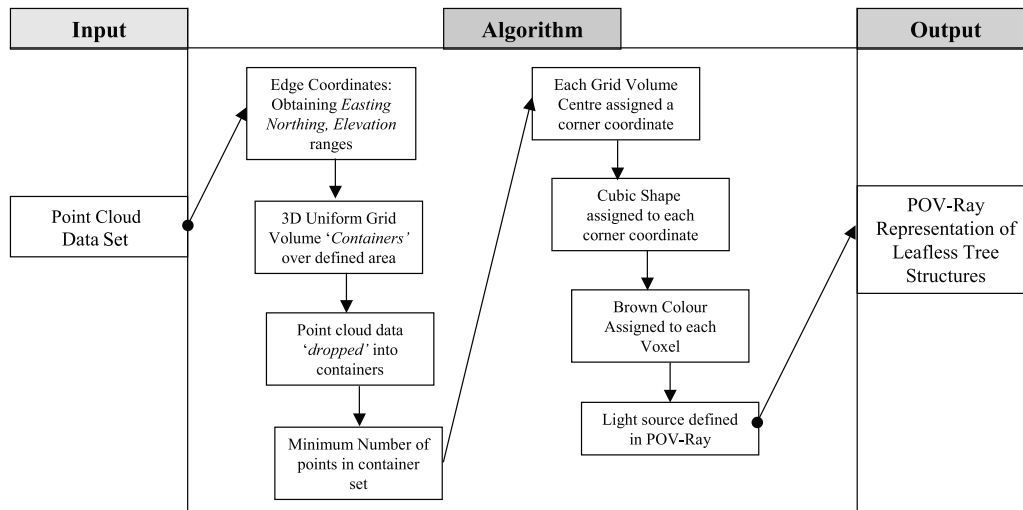 Input
Algorithm
Output
Point Cloud
Data Set
Edge Coordinates:
Obtaining Easting
Northing, Elevation
ranges
3D Uniform Grid
Volume ‘Containers’
over defined area
Point cloud data
‘dropped’ into
containers
Minimum Number of
points in container
set
Each Grid Volume
Centre assigned a
corner coordinate
Cubic Shape
assigned to each
corner coordinate
Brown Colour
Assigned to each
Voxel
Light source defined
in POV-Ray
POV-Ray
Representation of
Leafless Tree
Structures